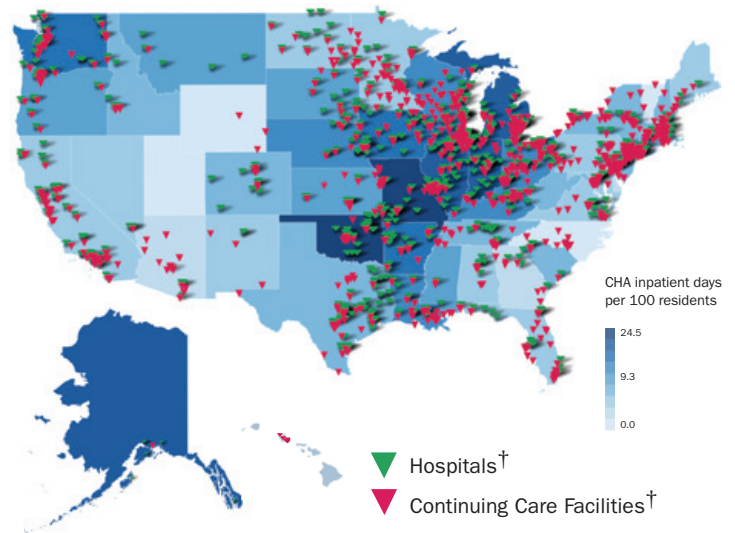 CHA inpatient days
per 100 residents
24.5
9.3
0.0
Hospitals†
Continuing Care Facilities†